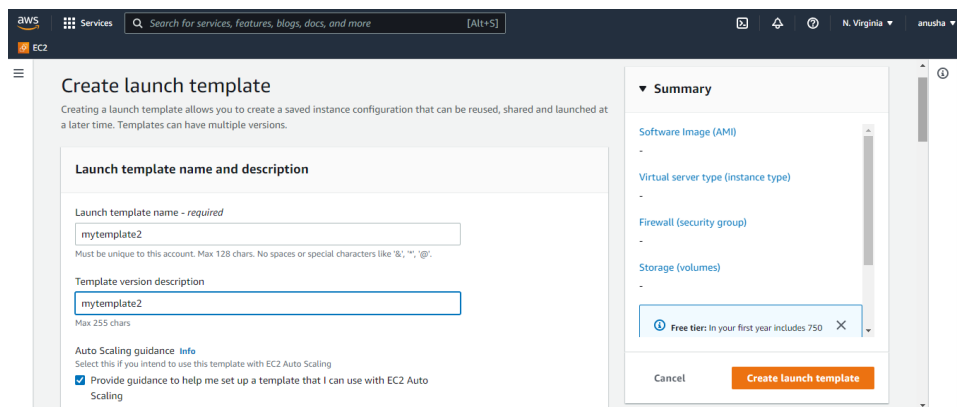 aws
Services
Search for services, features, blogs, docs, and more
[Alt+S]
N. Virginia ▼
anusha ▼
EC2
Create launch template
Creating a launch template allows you to create a saved instance configuration that can be reused, shared and launched at
a later time. Templates can have multiple versions.
Launch template name and description
Launch template name - required
mytemplate2
Must be unique to this account. Max 128 chars. No spaces or special characters like '&', '*', '@'.
Template version description
mytemplate2
Max 255 chars
Auto Scaling guidance Info
Select this if you intend to use this template with EC2 Auto Scaling
Provide guidance to help me set up a template that I can use with EC2 Auto
Scaling
▼ Summary
Software Image (AMI)
-
Virtual server type (instance type)
-
Firewall (security group)
-
Storage (volumes)
-
Free tier: In your first year includes 750
Cancel
Create launch template